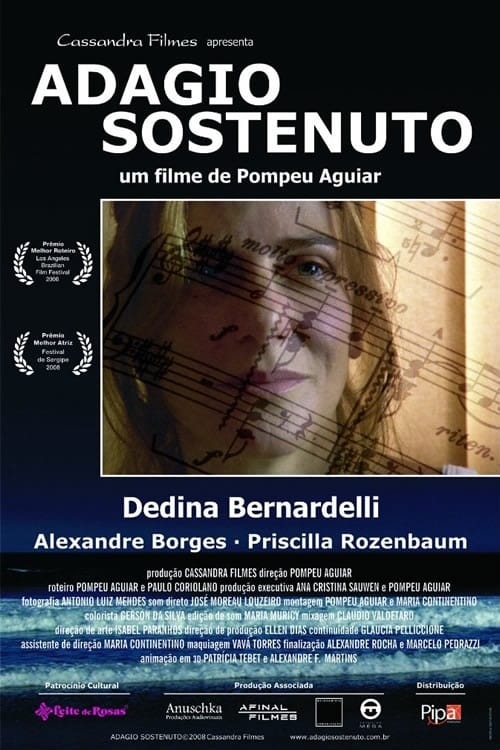 Cassandra Filmes apresenta
ADAGIO
SOSTENUTO
um filme de Pompeu Aguiar
Prêmio
Melhor Roteiro
Los Angeles
Brazilian
Film Festival
2008
Prêmio
Melhor Atriz
Festival
de Sergipe
2008
riten.
Dedina Bernardelli
Alexandre Borges · Priscilla Rozenbaum
produção CASSANDRA FILMES direção POMPEU AGUIAR
roteiro POMPEU AGUIAR E PAULO CORIOLANO produção executiva ANA CRISTINA SAUWEN e POMPEU AGUIAR
fotografia ANTONIO LUIZ MENDES som direto JOSÉ MOREAU LOUZEIRO montagem POMPEU AGUIAR e MARIA CONTINENTINO
colorista GERSON DA SILVA edição de som MARIA MURICY mixagem CLAUDIO VALDETARO
direção de arte ISABEL PARANHOS direção de produção ELLEN DIAS continuidade GLAUCIA PELLICCIONE
assistente de direção MARIA CONTINENTINO maquiagem VAVÁ TORRES finalização ALEXANDRE ROCHA e MARCELO PEDRAZZI
animação em 3D PATRÍCIA TEBET e ALEXANDRE F. MARTINS
Patrocínio Cultural
Produção Associada
Distribuição
Leite de Rosas
Anuschka
Produções Audiovisuais
AFINAL
FILMES
MEGA
Pipa
ADAGIO SOSTENUTO©2008 Cassandra Filmes
www.adagiosostenuto.com.br